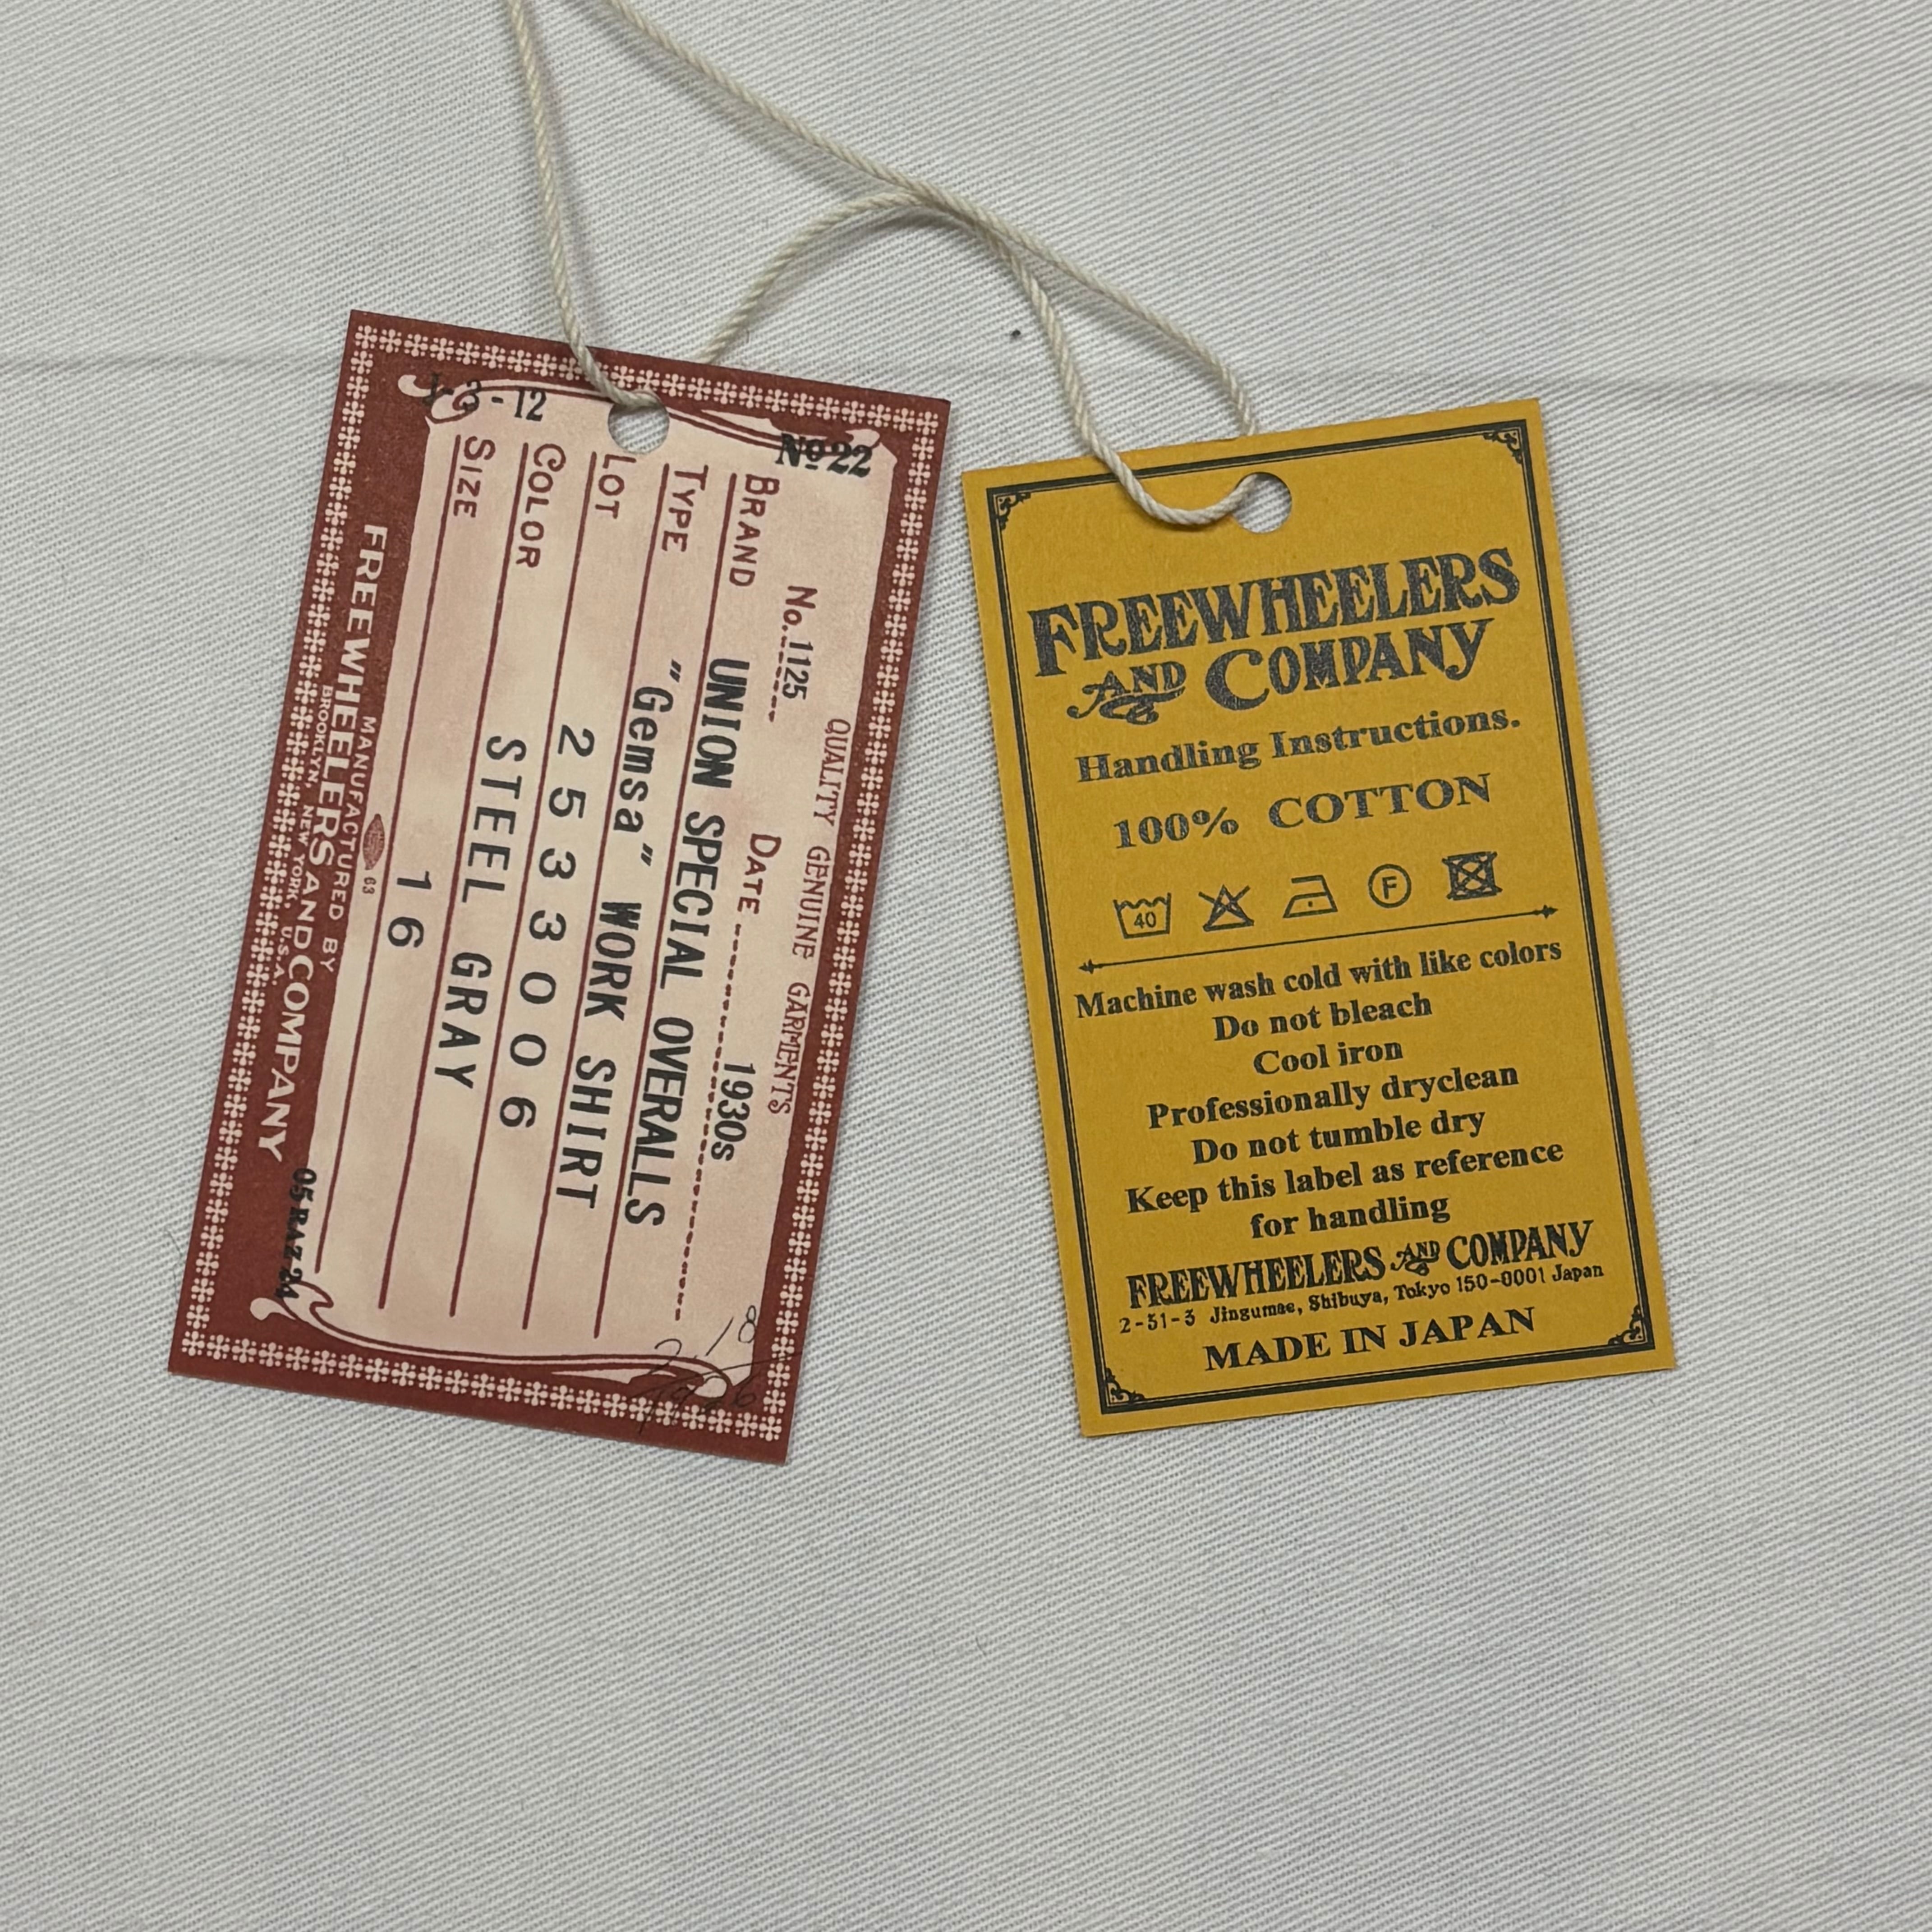 No 22
QUALITY GENUINE GARMENTS
No. 1125 DATE 1930s
BRAND UNION SPECIAL OVERALLS
TYPE "Gemsa" WORK SHIRT
LOT 2533006
COLOR STEEL GRAY
SIZE 16
63
MANUFACTURED BY
FREEWHEELERS AND COMPANY
BROOKLYN, NEW YORK, U.S.A.
FREEWHEELERS
AND COMPANY
Handling Instructions.
100% COTTON
40 F
Machine wash cold with like colors
Do not bleach
Cool iron
Professionally dryclean
Do not tumble dry
Keep this label as reference
for handling
FREEWHEELERS AND COMPANY
2-31-3 Jingumae, Shibuya, Tokyo 150-0001 Japan
MADE IN JAPAN